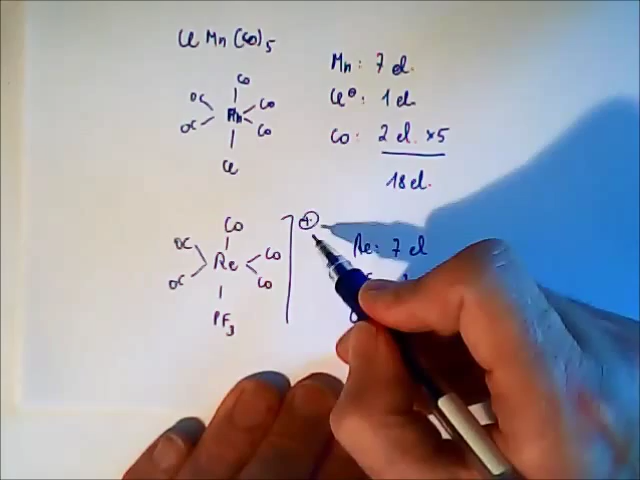 Cl Mn(CO)5
Mn: 7 el.
Cl⊖: 1 el.
CO: 2 el. ×5
18 el.
CO
OC
CO
OC
Mn
CO
Cl
CO
OC
CO
Re
OC
CO
PF3
⊕
Re: 7 el